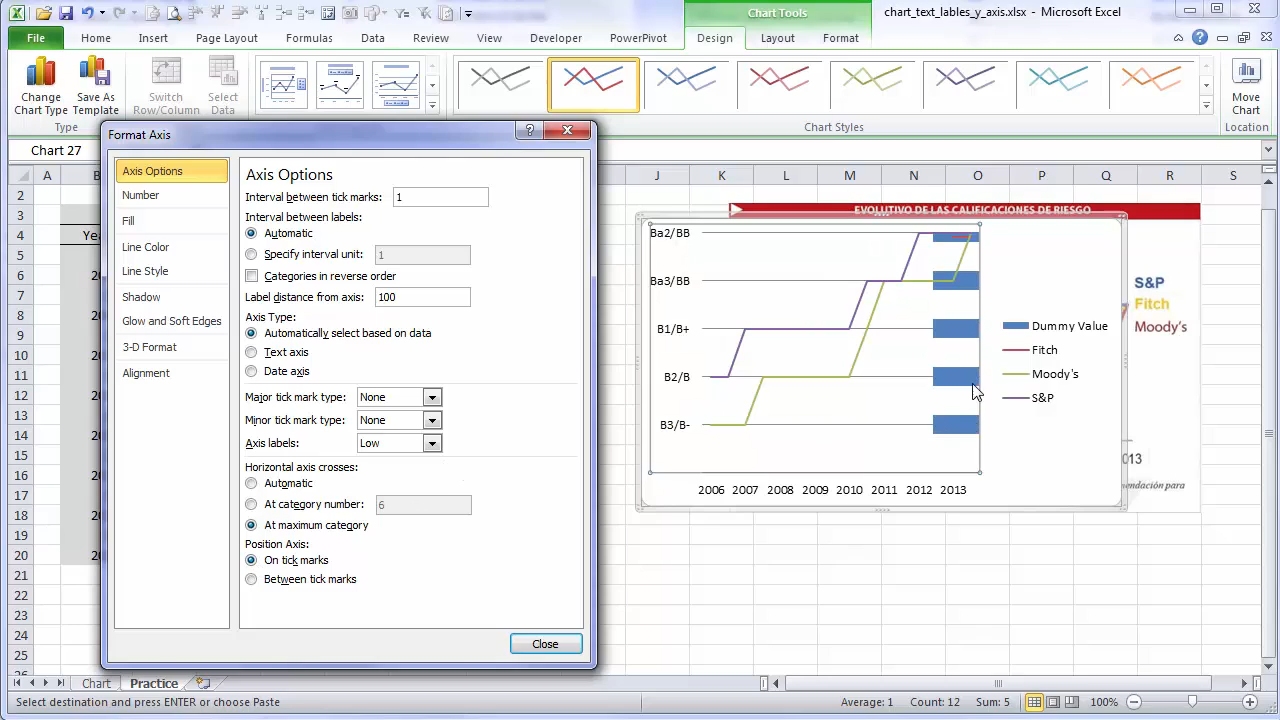 Chart Tools
chart_text_lables_y_axis.xlsx - Microsoft Excel
File
Home
Insert
Page Layout
Formulas
Data
Review
View
Developer
PowerPivot
Design
Layout
Format
Change
Chart Type
Save As
Template
Switch
Row/Column
Select
Data
Move
Chart
Type
Chart Styles
Location
Chart 27
Format Axis
A
J K L M N O P Q R S
2
3
4
6
7
8
9
10
11
12
13
14
15
16
17
18
19
20
21
22
23
24
25
Axis Options
Number
Fill
Line Color
Line Style
Shadow
Glow and Soft Edges
3-D Format
Alignment
Axis Options
Interval between tick marks: 1
Interval between labels:
Automatic
Specify interval unit: 1
Categories in reverse order
Label distance from axis: 100
Axis Type:
Automatically select based on data
Text axis
Date axis
Major tick mark type: None
Minor tick mark type: None
Axis labels: Low
Horizontal axis crosses:
Automatic
At category number: 6
At maximum category
Position Axis:
On tick marks
Between tick marks
Close
EVOLUTIVO DE LAS CALIFICACIONES DE RIESGO
Ba2/BB
Ba3/BB
B1/B+
B2/B
B3/B-
2006 2007 2008 2009 2010 2011 2012 2013
Dummy Value
Fitch
Moody's
S&P
S&P
Fitch
Moody's
Chart
Practice
Select destination and press ENTER or choose Paste
Average: 1 Count: 12 Sum: 5
100%